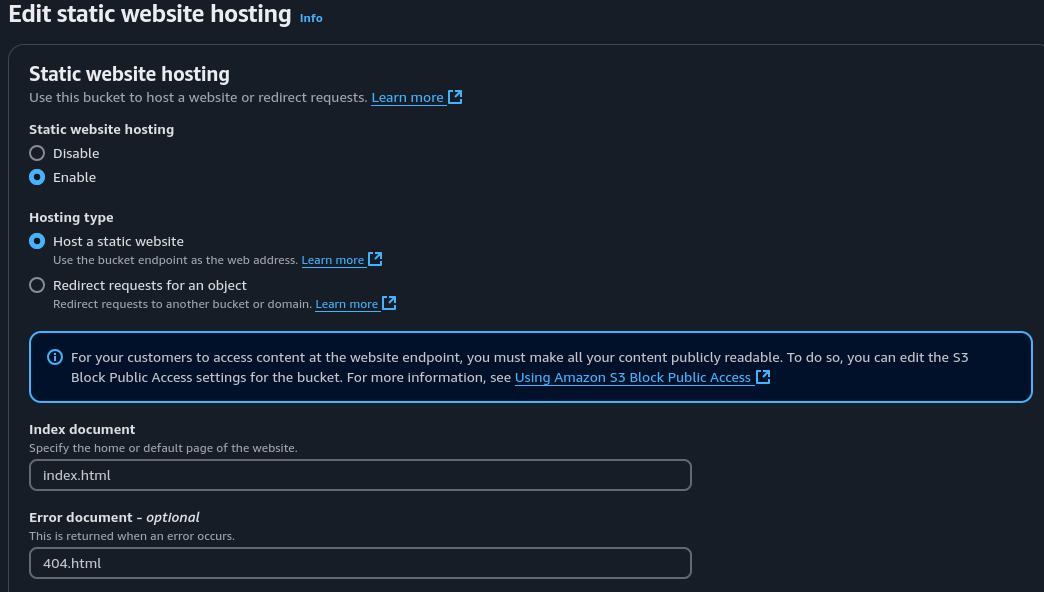 Edit static website hosting Info
Static website hosting
Use this bucket to host a website or redirect requests. Learn more
Static website hosting
Disable
Enable
Hosting type
Host a static website
Use the bucket endpoint as the web address. Learn more
Redirect requests for an object
Redirect requests to another bucket or domain. Learn more
For your customers to access content at the website endpoint, you must make all your content publicly readable. To do so, you can edit the S3
Block Public Access settings for the bucket. For more information, see Using Amazon S3 Block Public Access
Index document
Specify the home or default page of the website.
index.html
Error document - optional
This is returned when an error occurs.
404.html